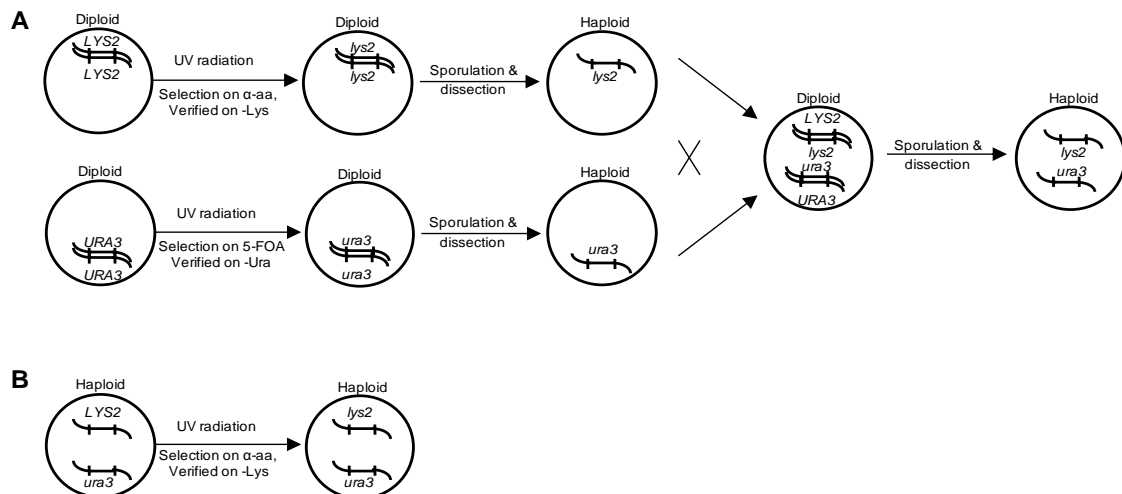 A
Diploid
LYS2
LYS2
UV radiation
Selection on α-aa,
Verified on -Lys
Diploid
lys2
lys2
Sporulation &
dissection
Haploid
lys2
Diploid
URA3
URA3
UV radiation
Selection on 5-FOA
Verified on -Ura
Diploid
ura3
ura3
Sporulation &
dissection
Haploid
ura3
Diploid
LYS2
lys2
ura3
URA3
Sporulation &
dissection
Haploid
lys2
ura3
B
Haploid
LYS2
ura3
UV radiation
Selection on α-aa,
Verified on -Lys
Haploid
lys2
ura3